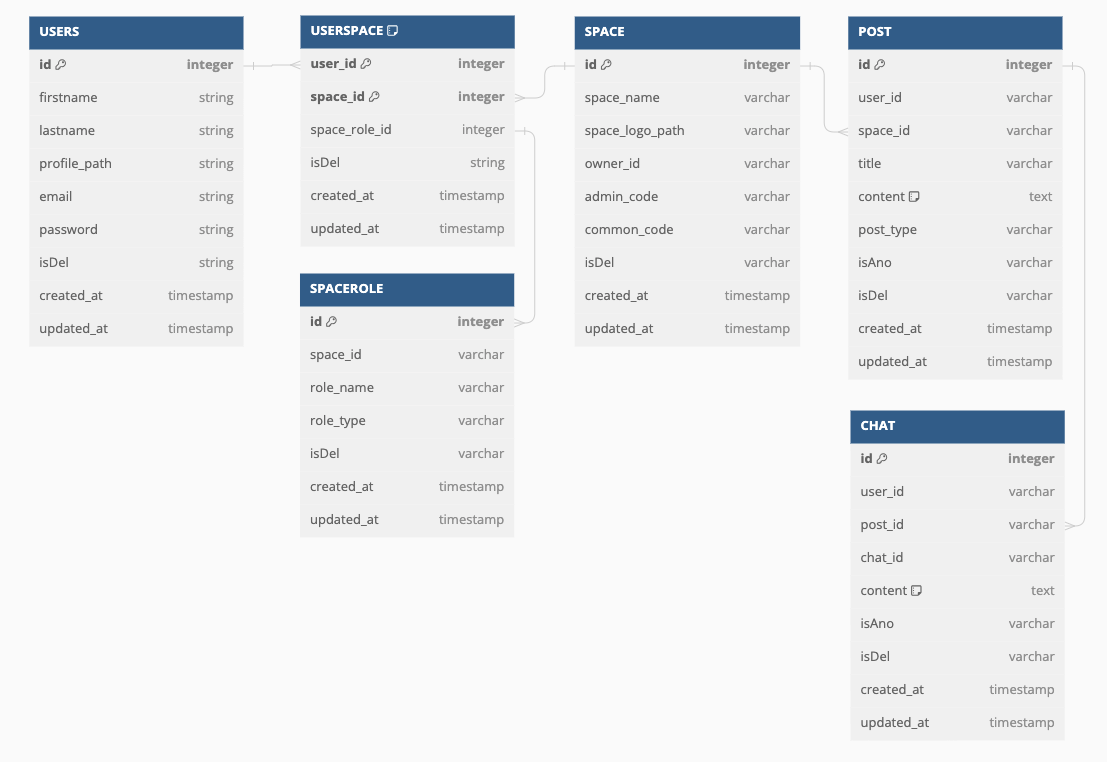 USERS
id integer
firstname string
lastname string
profile_path string
email string
password string
isDel string
created_at timestamp
updated_at timestamp
USERSPACE
user_id integer
space_id integer
space_role_id integer
isDel string
created_at timestamp
updated_at timestamp
SPACEROLE
id integer
space_id varchar
role_name varchar
role_type varchar
isDel varchar
created_at timestamp
updated_at timestamp
SPACE
id integer
space_name varchar
space_logo_path varchar
owner_id varchar
admin_code varchar
common_code varchar
isDel varchar
created_at timestamp
updated_at timestamp
POST
id integer
user_id varchar
space_id varchar
title varchar
content text
post_type varchar
isAno varchar
isDel varchar
created_at timestamp
updated_at timestamp
CHAT
id integer
user_id varchar
post_id varchar
chat_id varchar
content text
isAno varchar
isDel varchar
created_at timestamp
updated_at timestamp